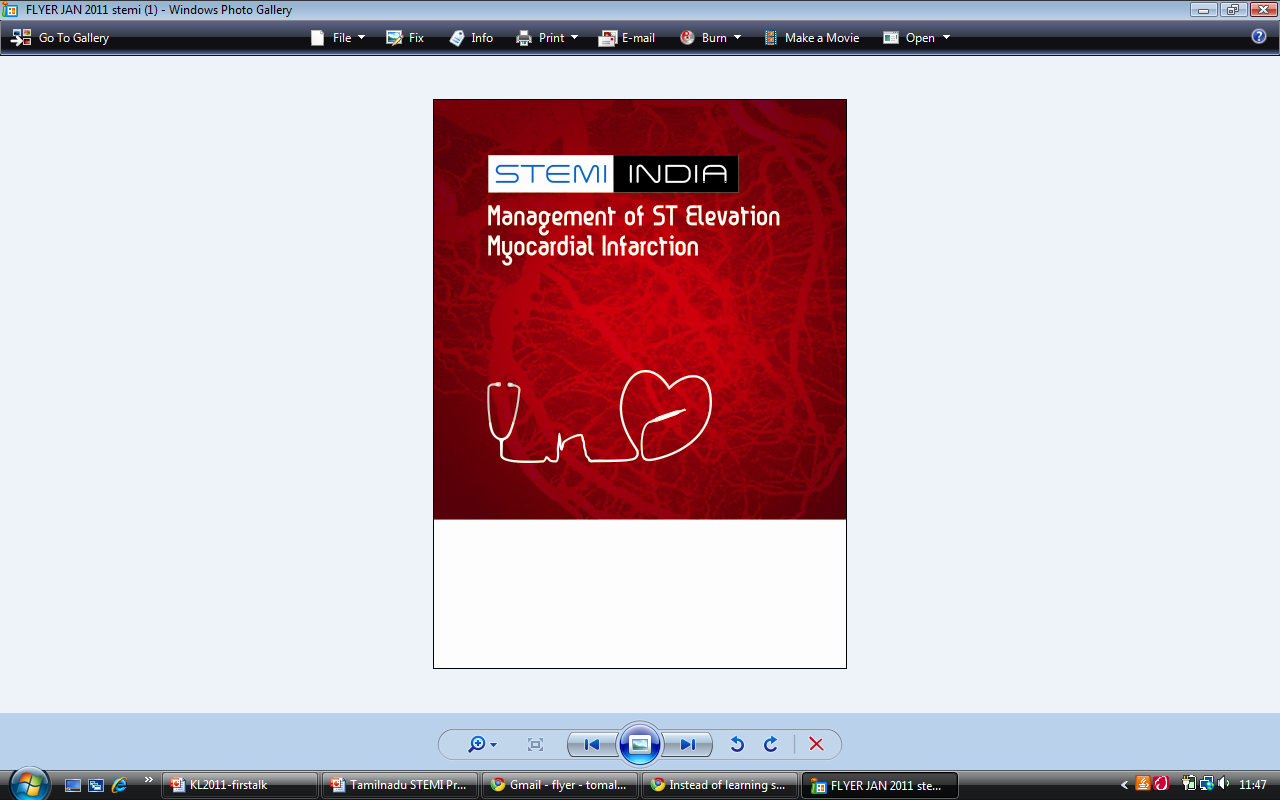 FLYER JAN 2011 stemi (1) - Windows Photo Gallery
Go To Gallery File Fix Info Print E-mail Burn Make a Movie Open
STEMI INDIA
Management of ST Elevation
Myocardial Infarction
KL2011-firstalk Tamilnadu STEMI Pr... Gmail - flyer - tomal... Instead of learning s... FLYER JAN 2011 ste... 11:47